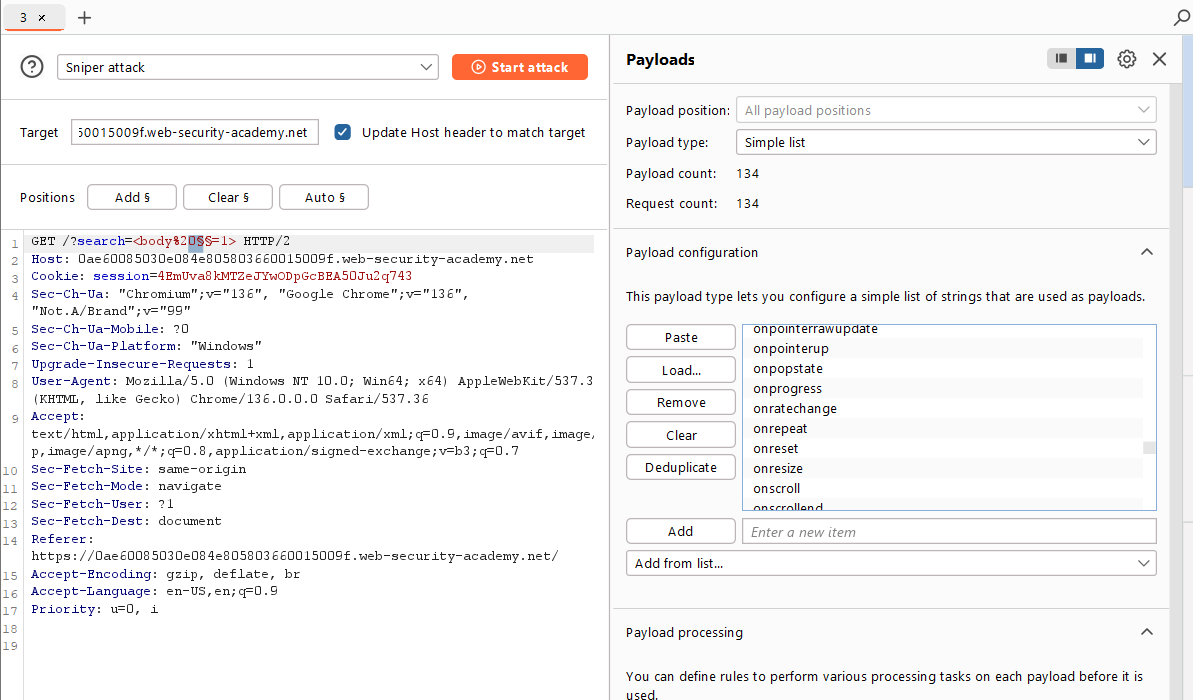 3 ×
Sniper attack
Start attack
Target
50015009f.web-security-academy.net
Update Host header to match target
Positions
Add §
Clear §
Auto §
1 GET /?search=<body%20§§=1> HTTP/2
2 Host: 0ae60085030e084e805803660015009f.web-security-academy.net
3 Cookie: session=4EmUva8kMTZeJYwODpGcBEA50Ju2q743
4 Sec-Ch-Ua: "Chromium";v="136", "Google Chrome";v="136",
"Not.A/Brand";v="99"
5 Sec-Ch-Ua-Mobile: ?0
6 Sec-Ch-Ua-Platform: "Windows"
7 Upgrade-Insecure-Requests: 1
8 User-Agent: Mozilla/5.0 (Windows NT 10.0; Win64; x64) AppleWebKit/537.3
(KHTML, like Gecko) Chrome/136.0.0.0 Safari/537.36
9 Accept:
text/html,application/xhtml+xml,application/xml;q=0.9,image/avif,image,
p,image/apng,*/*;q=0.8,application/signed-exchange;v=b3;q=0.7
10 Sec-Fetch-Site: same-origin
11 Sec-Fetch-Mode: navigate
12 Sec-Fetch-User: ?1
13 Sec-Fetch-Dest: document
14 Referer:
https://0ae60085030e084e805803660015009f.web-security-academy.net/
15 Accept-Encoding: gzip, deflate, br
16 Accept-Language: en-US,en;q=0.9
17 Priority: u=0, i
18
19
Payloads
Payload position:
All payload positions
Payload type:
Simple list
Payload count: 134
Request count: 134
Payload configuration
This payload type lets you configure a simple list of strings that are used as payloads.
Paste
Load...
Remove
Clear
Deduplicate
onpointerrawupdate
onpointerup
onpopstate
onprogress
onratechange
onrepeat
onreset
onresize
onscroll
onscrollend
Add
Enter a new item
Add from list...
Payload processing
You can define rules to perform various processing tasks on each payload before it is
used.